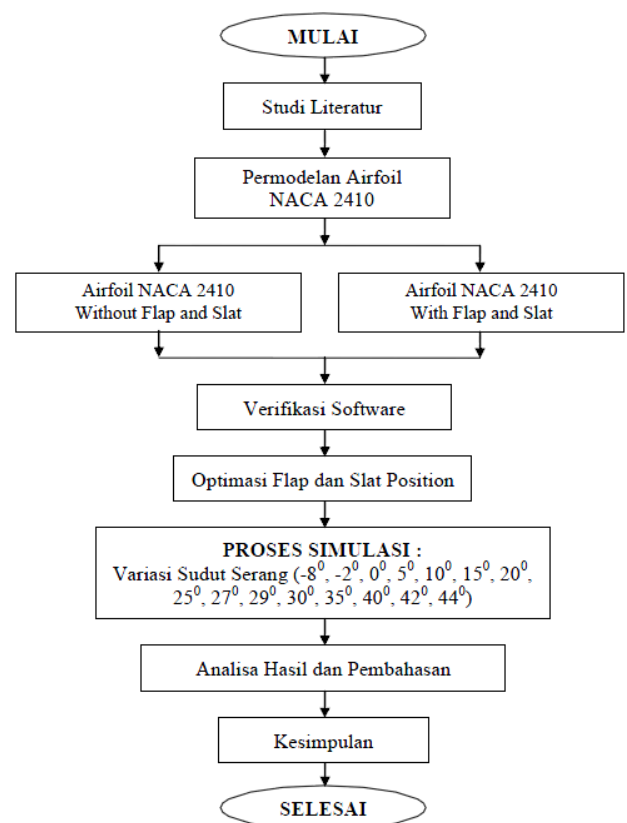 MULAI
Studi Literatur
Permodelan Airfoil
NACA 2410
Airfoil NACA 2410
Without Flap and Slat
Airfoil NACA 2410
With Flap and Slat
Verifikasi Software
Optimasi Flap dan Slat Position
PROSES SIMULASI :
Variasi Sudut Serang (-8⁰, -2⁰, 0⁰, 5⁰, 10⁰, 15⁰, 20⁰,
25⁰, 27⁰, 29⁰, 30⁰, 35⁰, 40⁰, 42⁰, 44⁰)
Analisa Hasil dan Pembahasan
Kesimpulan
SELESAI